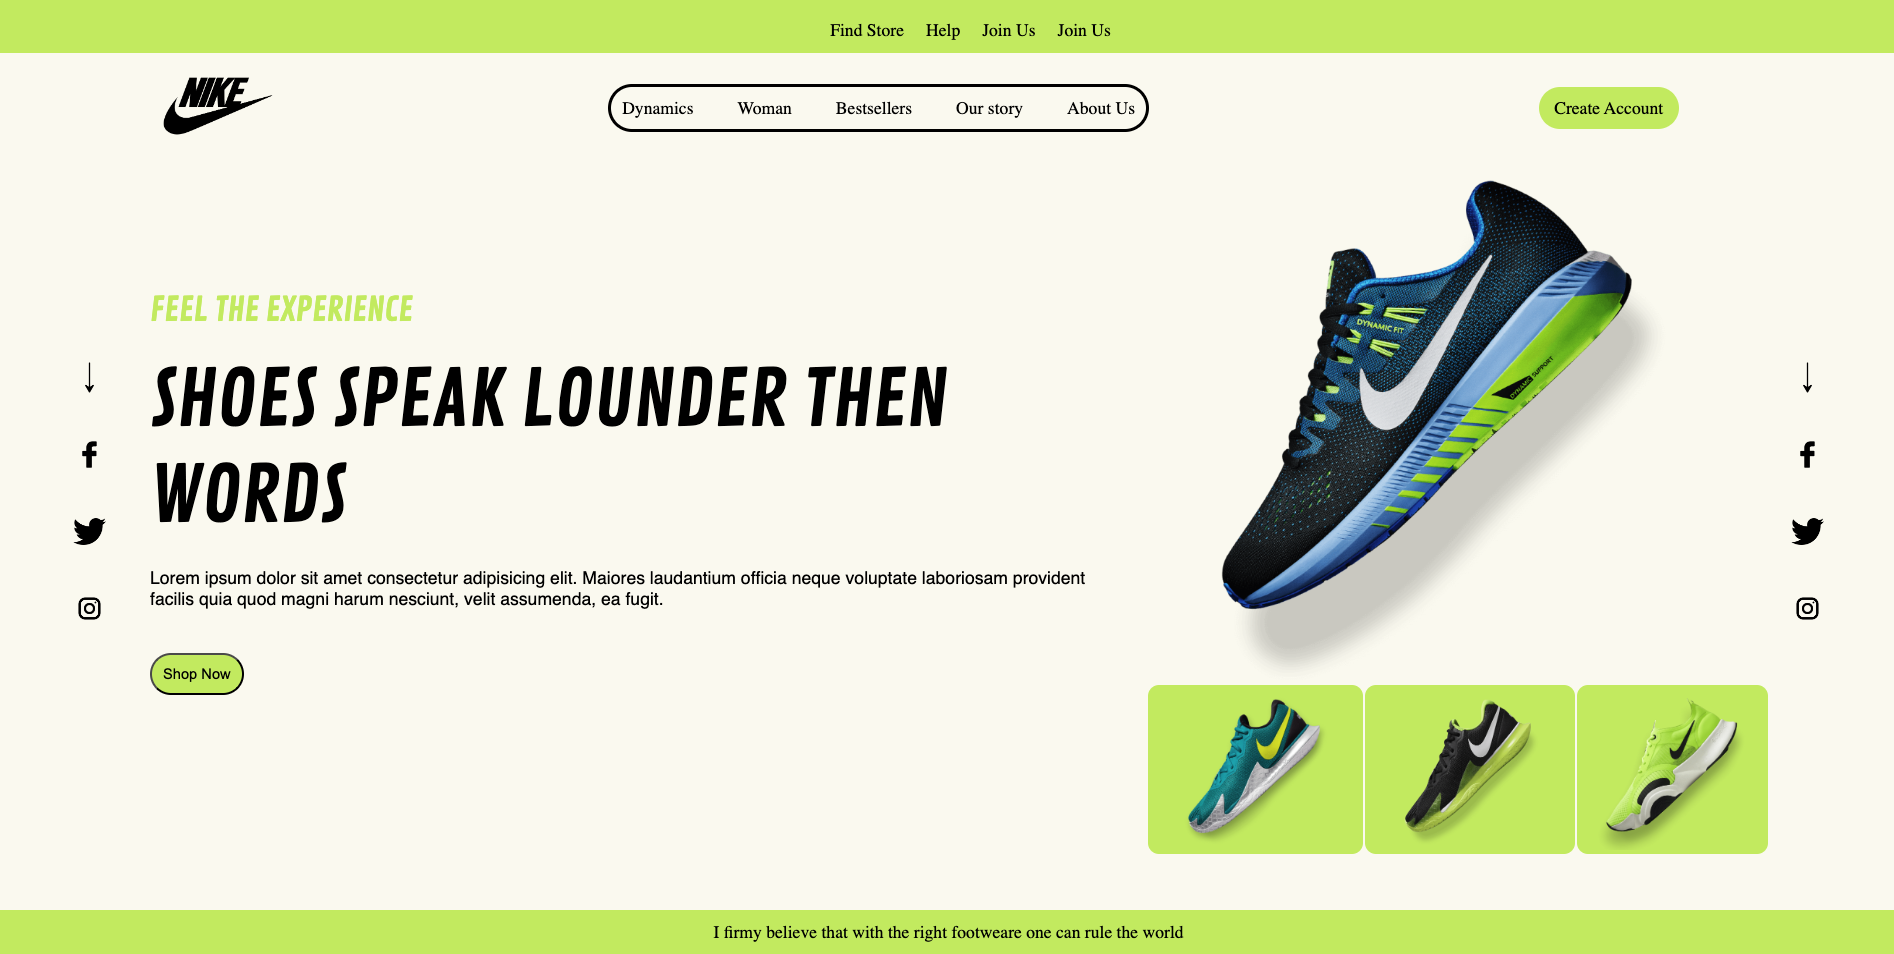 Find Store Help Join Us Join Us
NIKE
Dynamics Woman Bestsellers Our story About Us
Create Account
FEEL THE EXPERIENCE
SHOES SPEAK LOUNDER THEN
WORDS
Lorem ipsum dolor sit amet consectetur adipisicing elit. Maiores laudantium officia neque voluptate laboriosam provident
facilis quia quod magni harum nesciunt, velit assumenda, ea fugit.
Shop Now
DYNAMIC FIT
DYNAMIC SUPPORT
I firmy believe that with the right footweare one can rule the world